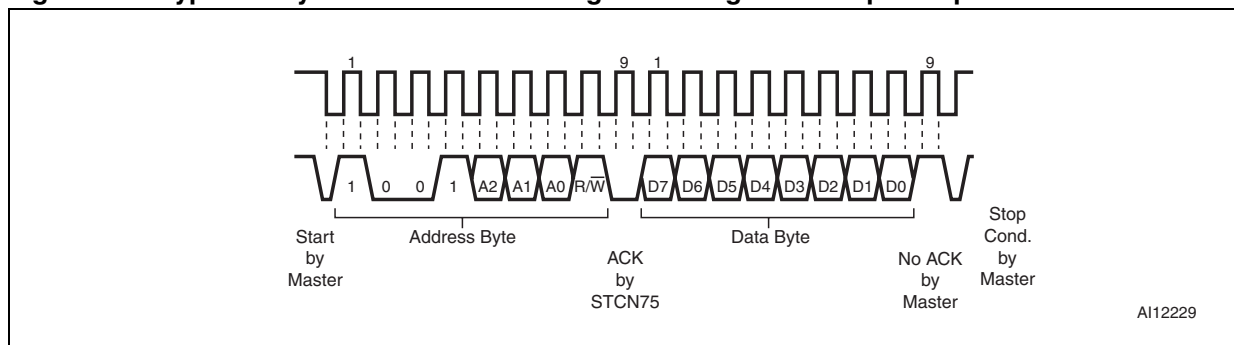 1 9 1 9
1 0 0 1 A2 A1 A0 R/W̅ D7 D6 D5 D4 D3 D2 D1 D0
Start
by
Master
Address Byte
ACK
by
STCN75
Data Byte
No ACK
by
Master
Stop
Cond.
by
Master
AI12229